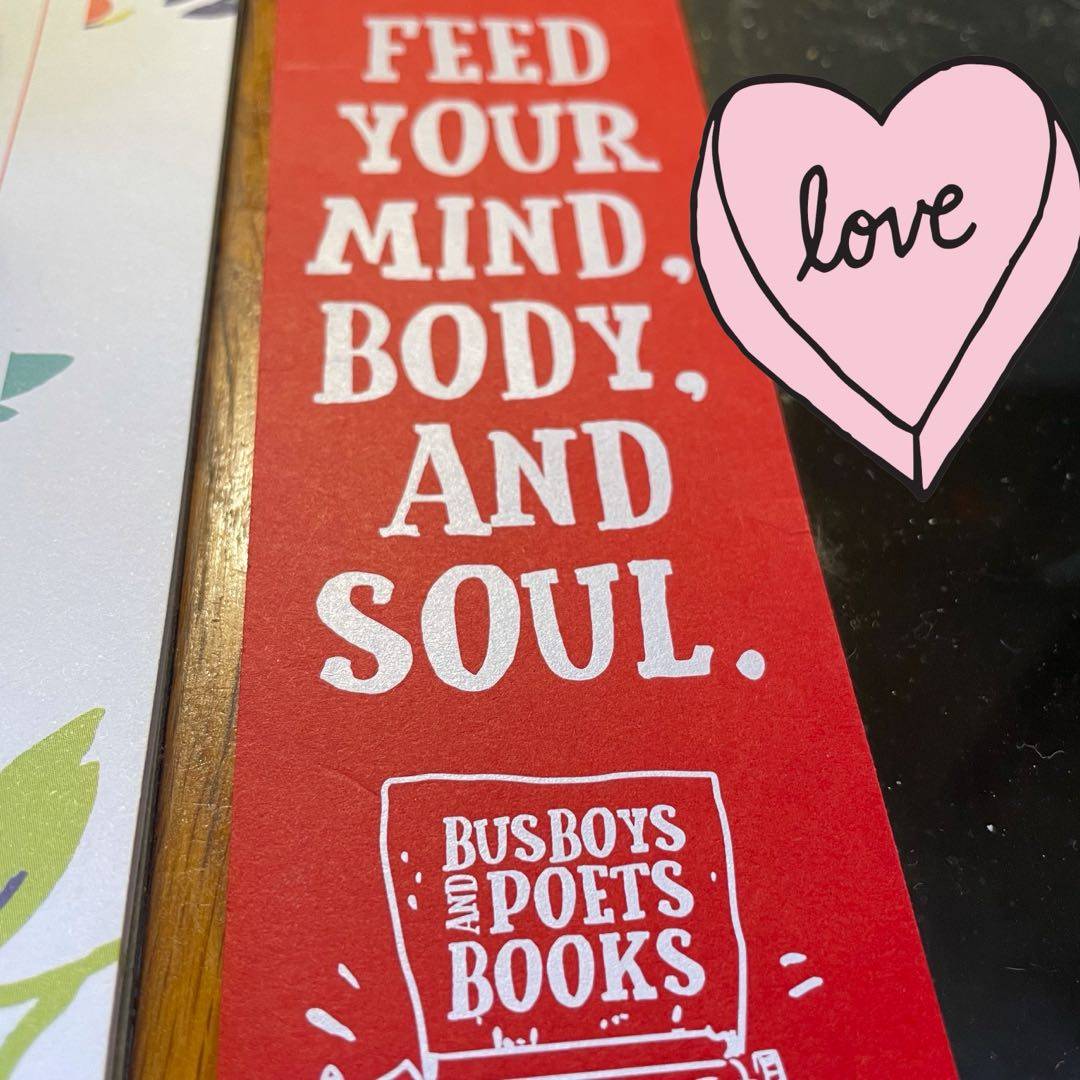 FEED
YOUR
MIND,
BODY,
AND
SOUL.
love
BUSBOYS
AND POETS
BOOKS